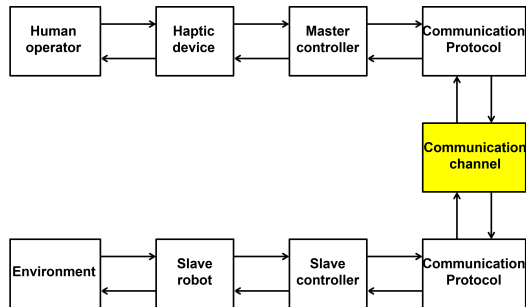 Human
operator
Haptic
device
Master
controller
Communication
Protocol
Communication
channel
Environment
Slave
robot
Slave
controller
Communication
Protocol